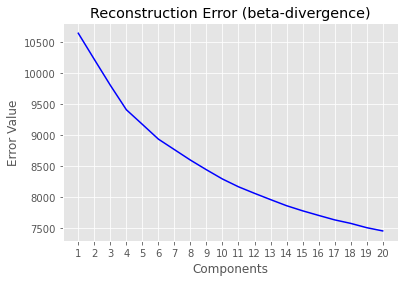 Reconstruction Error (beta-divergence)
Error Value
10500
10000
9500
9000
8500
8000
7500
1 2 3 4 5 6 7 8 9 10 11 12 13 14 15 16 17 18 19 20
Components